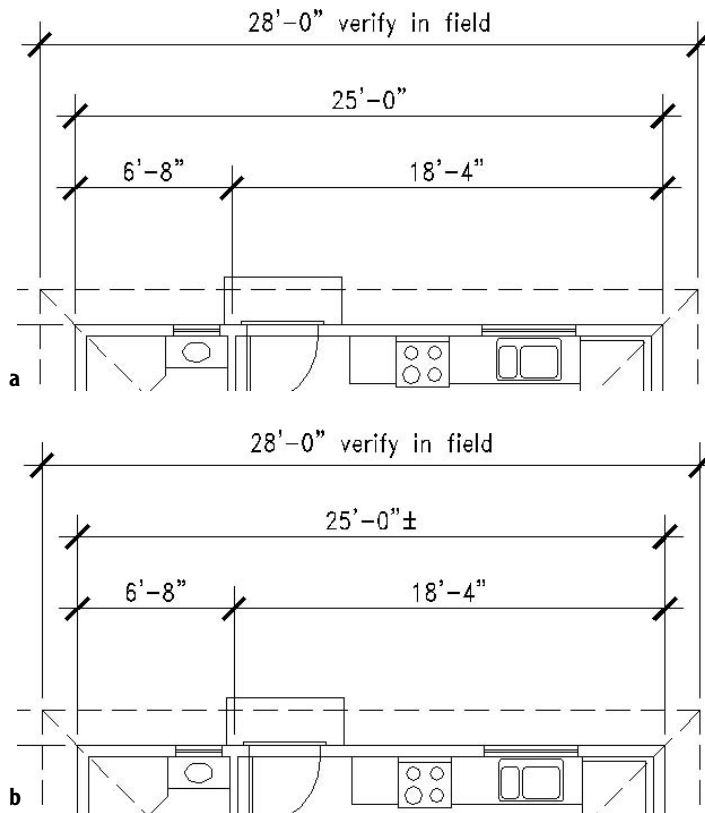 28'–0” verify in field
25'–0”
6'–8” 18'–4”
a
28'–0” verify in field
25'–0”±
6'–8” 18'–4”
b